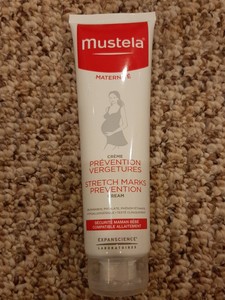 mustela
MATERNITÉ
CRÈME
PRÉVENTION
VERGETURES
STRETCH MARKS
PREVENTION
CREAM
SÉCURITÉ MAMAN BÉBÉ
COMPATIBLE ALLAITEMENT
EXPANSCIENCE
LABORATOIRES